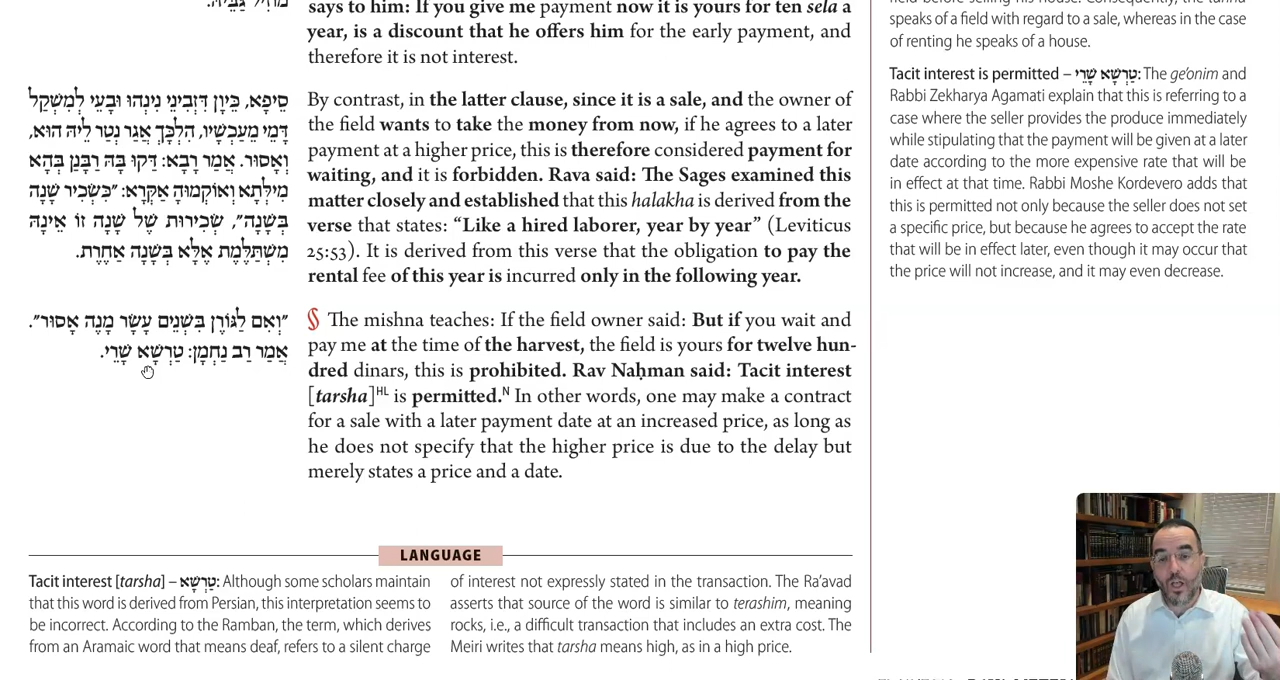 מוֹזִיל גַּבֵּיהּ.
סֵיפָא, כֵּיוָן דִּזְבִינֵי נִינְהוּ וּבָעֵי לְמִשְׁקַל
דְּמֵי מֵעַכְשָׁיו, הִלְכָּךְ אֲגַר נְטַר לֵיהּ הוּא,
וְאָסוּר. אָמַר רָבָא: דַּקוּ בָּהּ רַבָּנַן בְּהָא
מִילְּתָא וְאוֹקְמוּהָ אַקְּרָא: ״כִּשְׂכִיר שָׁנָה
בְּשָׁנָה״, שְׂכִירוּת שֶׁל שָׁנָה זוֹ אֵינָהּ
מִשְׁתַּלֶּמֶת אֶלָּא בְּשָׁנָה אַחֶרֶת.
״וְאִם לַגּוֹרֶן בִּשְׁנֵים עָשָׂר מָנֶה אָסוּר״.
אֲמַר רַב נַחְמָן: טַרְשָׁא שָׁרֵי.
says to him: If you give me payment now it is yours for ten sela a
year, is a discount that he offers him for the early payment, and
therefore it is not interest.
By contrast, in the latter clause, since it is a sale, and the owner of
the field wants to take the money from now, if he agrees to a later
payment at a higher price, this is therefore considered payment for
waiting, and it is forbidden. Rava said: The Sages examined this
matter closely and established that this halakha is derived from the
verse that states: “Like a hired laborer, year by year” (Leviticus
25:53). It is derived from this verse that the obligation to pay the
rental fee of this year is incurred only in the following year.
§ The mishna teaches: If the field owner said: But if you wait and
pay me at the time of the harvest, the field is yours for twelve hun-
dred dinars, this is prohibited. Rav Naḥman said: Tacit interest
[tarsha]HL is permitted.N In other words, one may make a contract
for a sale with a later payment date at an increased price, as long as
he does not specify that the higher price is due to the delay but
merely states a price and a date.
speaks of a field with regard to a sale, whereas in the case
of renting he speaks of a house.
Tacit interest is permitted – טַרְשָׁא שָׁרֵי: The ge’onim and
Rabbi Zekharya Agamati explain that this is referring to a
case where the seller provides the produce immediately
while stipulating that the payment will be given at a later
date according to the more expensive rate that will be
in effect at that time. Rabbi Moshe Kordevero adds that
this is permitted not only because the seller does not set
a specific price, but because he agrees to accept the rate
that will be in effect later, even though it may occur that
the price will not increase, and it may even decrease.
LANGUAGE
Tacit interest [tarsha] – טַרְשָׁא: Although some scholars maintain
that this word is derived from Persian, this interpretation seems to
be incorrect. According to the Ramban, the term, which derives
from an Aramaic word that means deaf, refers to a silent charge
of interest not expressly stated in the transaction. The Ra’avad
asserts that source of the word is similar to terashim, meaning
rocks, i.e., a difficult transaction that includes an extra cost. The
Meiri writes that tarsha means high, as in a high price.